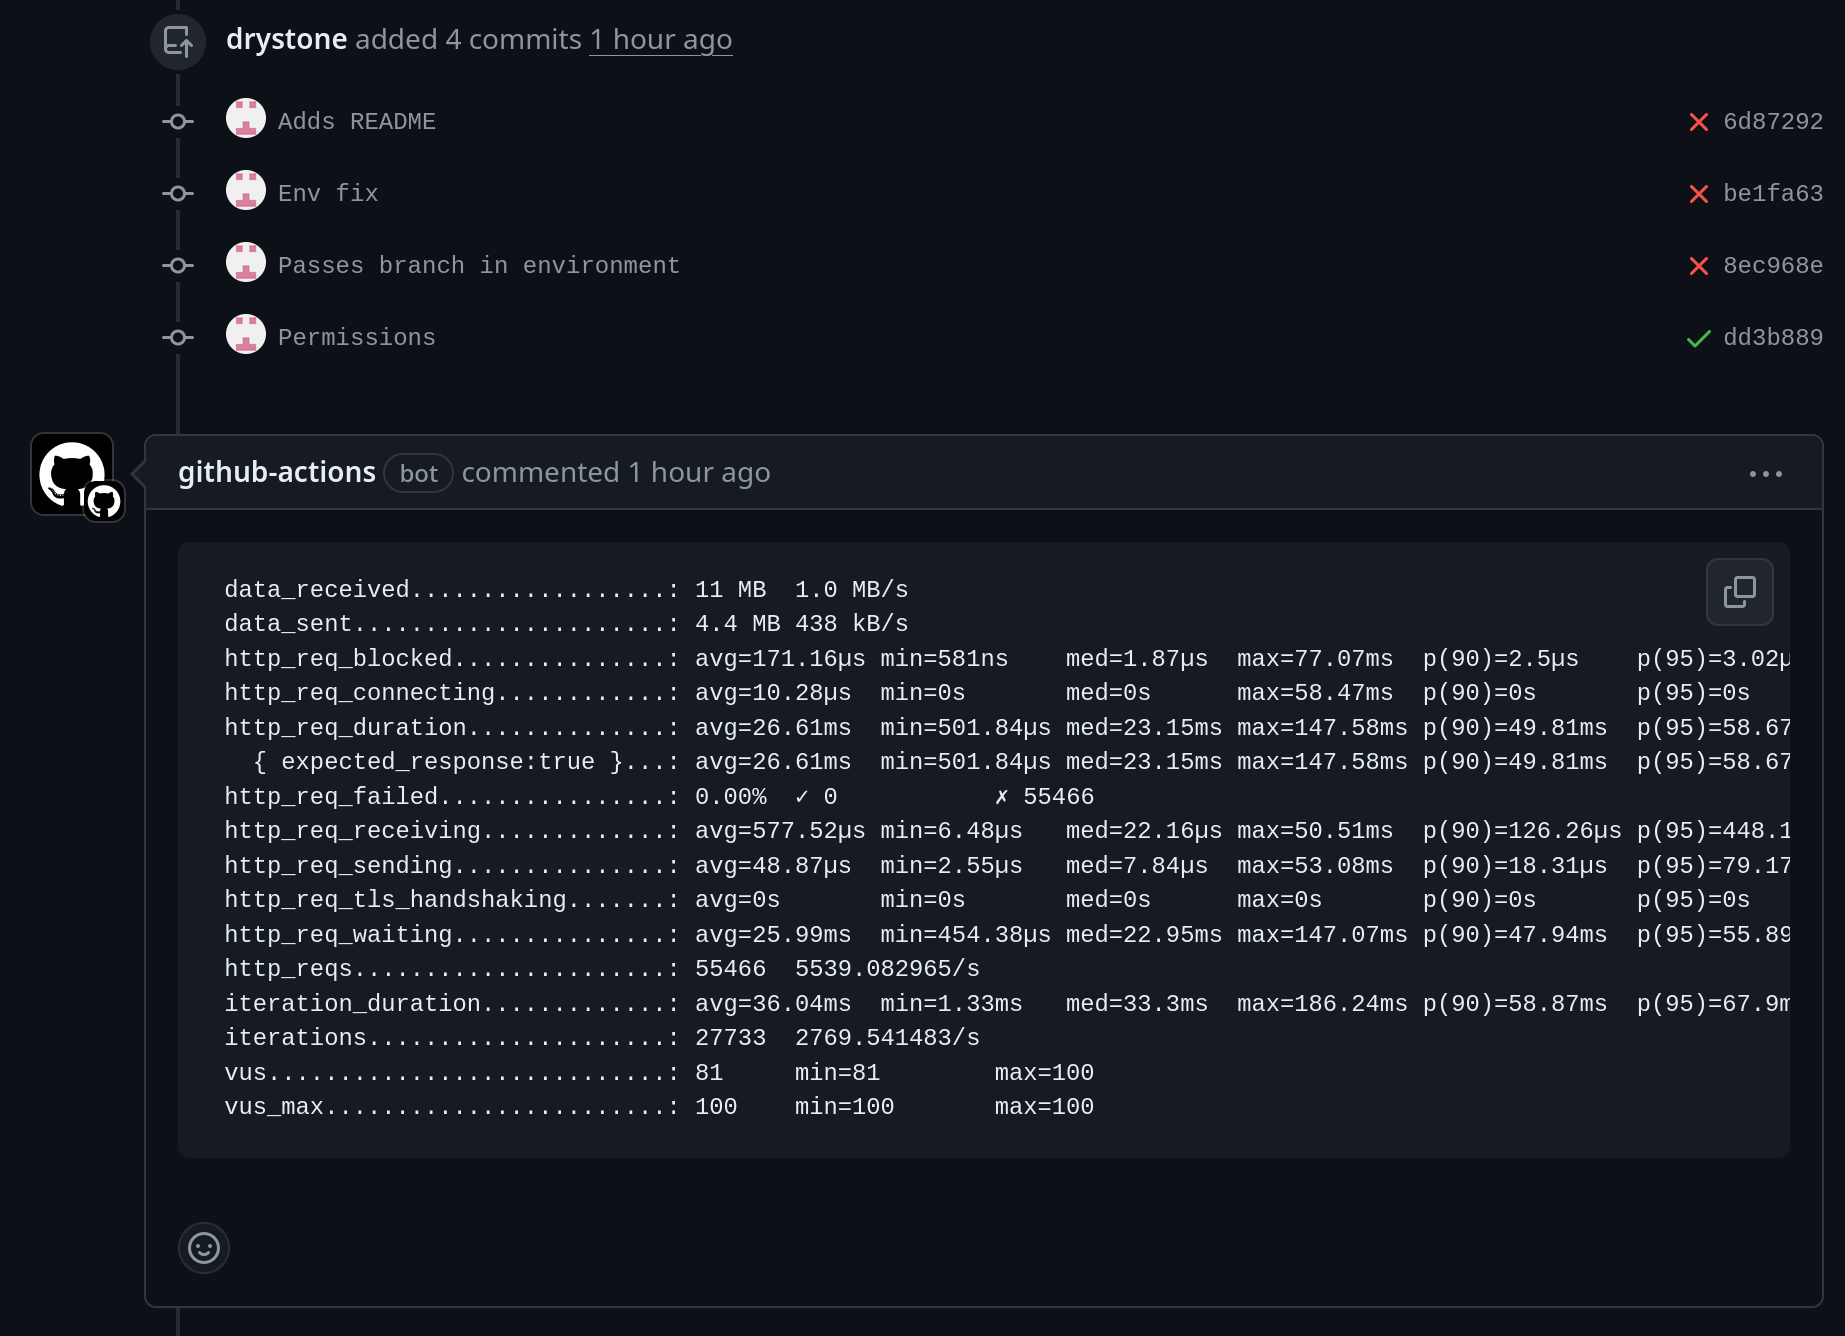 drystone added 4 commits 1 hour ago
Adds README 6d87292
Env fix be1fa63
Passes branch in environment 8ec968e
Permissions dd3b889
github-actions bot commented 1 hour ago
data_received..................: 11 MB  1.0 MB/s
data_sent......................: 4.4 MB 438 kB/s
http_req_blocked...............: avg=171.16µs min=581ns    med=1.87µs  max=77.07ms  p(90)=2.5µs    p(95)=3.02µ
http_req_connecting............: avg=10.28µs  min=0s       med=0s      max=58.47ms  p(90)=0s       p(95)=0s
http_req_duration..............: avg=26.61ms  min=501.84µs med=23.15ms max=147.58ms p(90)=49.81ms  p(95)=58.67
{ expected_response:true }...: avg=26.61ms  min=501.84µs med=23.15ms max=147.58ms p(90)=49.81ms  p(95)=58.67
http_req_failed................: 0.00%  ✓ 0           ✗ 55466
http_req_receiving.............: avg=577.52µs min=6.48µs   med=22.16µs max=50.51ms  p(90)=126.26µs p(95)=448.1
http_req_sending...............: avg=48.87µs  min=2.55µs   med=7.84µs  max=53.08ms  p(90)=18.31µs  p(95)=79.17
http_req_tls_handshaking.......: avg=0s       min=0s       med=0s      max=0s       p(90)=0s       p(95)=0s
http_req_waiting...............: avg=25.99ms  min=454.38µs med=22.95ms max=147.07ms p(90)=47.94ms  p(95)=55.89
http_reqs......................: 55466  5539.082965/s
iteration_duration.............: avg=36.04ms  min=1.33ms   med=33.3ms  max=186.24ms p(90)=58.87ms  p(95)=67.9m
iterations.....................: 27733  2769.541483/s
vus............................: 81     min=81        max=100
vus_max........................: 100    min=100       max=100